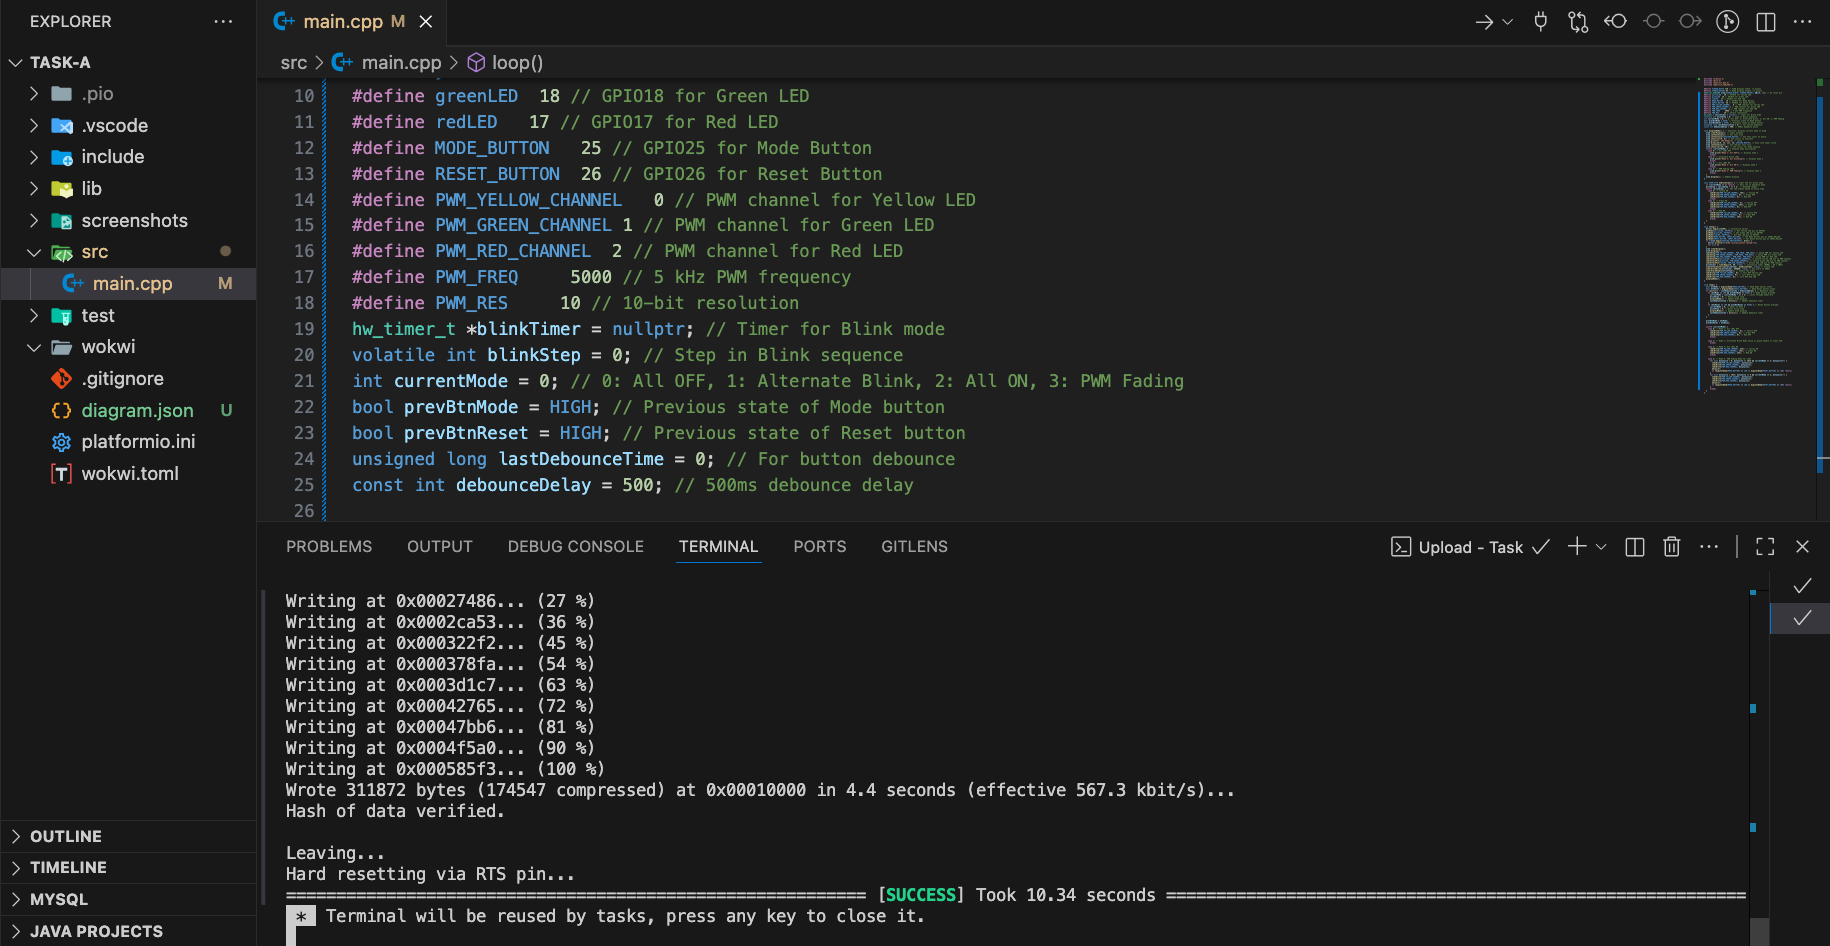 EXPLORER
TASK-A
.pio
.vscode
include
lib
screenshots
src
main.cpp M
test
wokwi
.gitignore
diagram.json U
platformio.ini
wokwi.toml
OUTLINE
TIMELINE
MYSQL
JAVA PROJECTS
main.cpp M
src > main.cpp > loop()
10 #define greenLED  18 // GPIO18 for Green LED
11 #define redLED   17 // GPIO17 for Red LED
12 #define MODE_BUTTON   25 // GPIO25 for Mode Button
13 #define RESET_BUTTON  26 // GPIO26 for Reset Button
14 #define PWM_YELLOW_CHANNEL   0 // PWM channel for Yellow LED
15 #define PWM_GREEN_CHANNEL 1 // PWM channel for Green LED
16 #define PWM_RED_CHANNEL  2 // PWM channel for Red LED
17 #define PWM_FREQ     5000 // 5 kHz PWM frequency
18 #define PWM_RES     10 // 10-bit resolution
19 hw_timer_t *blinkTimer = nullptr; // Timer for Blink mode
20 volatile int blinkStep = 0; // Step in Blink sequence
21 int currentMode = 0; // 0: All OFF, 1: Alternate Blink, 2: All ON, 3: PWM Fading
22 bool prevBtnMode = HIGH; // Previous state of Mode button
23 bool prevBtnReset = HIGH; // Previous state of Reset button
24 unsigned long lastDebounceTime = 0; // For button debounce
25 const int debounceDelay = 500; // 500ms debounce delay
26
PROBLEMS OUTPUT DEBUG CONSOLE TERMINAL PORTS GITLENS
Upload - Task
Writing at 0x00027486... (27 %)
Writing at 0x0002ca53... (36 %)
Writing at 0x000322f2... (45 %)
Writing at 0x000378fa... (54 %)
Writing at 0x0003d1c7... (63 %)
Writing at 0x00042765... (72 %)
Writing at 0x00047bb6... (81 %)
Writing at 0x0004f5a0... (90 %)
Writing at 0x000585f3... (100 %)
Wrote 311872 bytes (174547 compressed) at 0x00010000 in 4.4 seconds (effective 567.3 kbit/s)...
Hash of data verified.
Leaving...
Hard resetting via RTS pin...
========================================================== [SUCCESS] Took 10.34 seconds ==========================================================
* Terminal will be reused by tasks, press any key to close it.